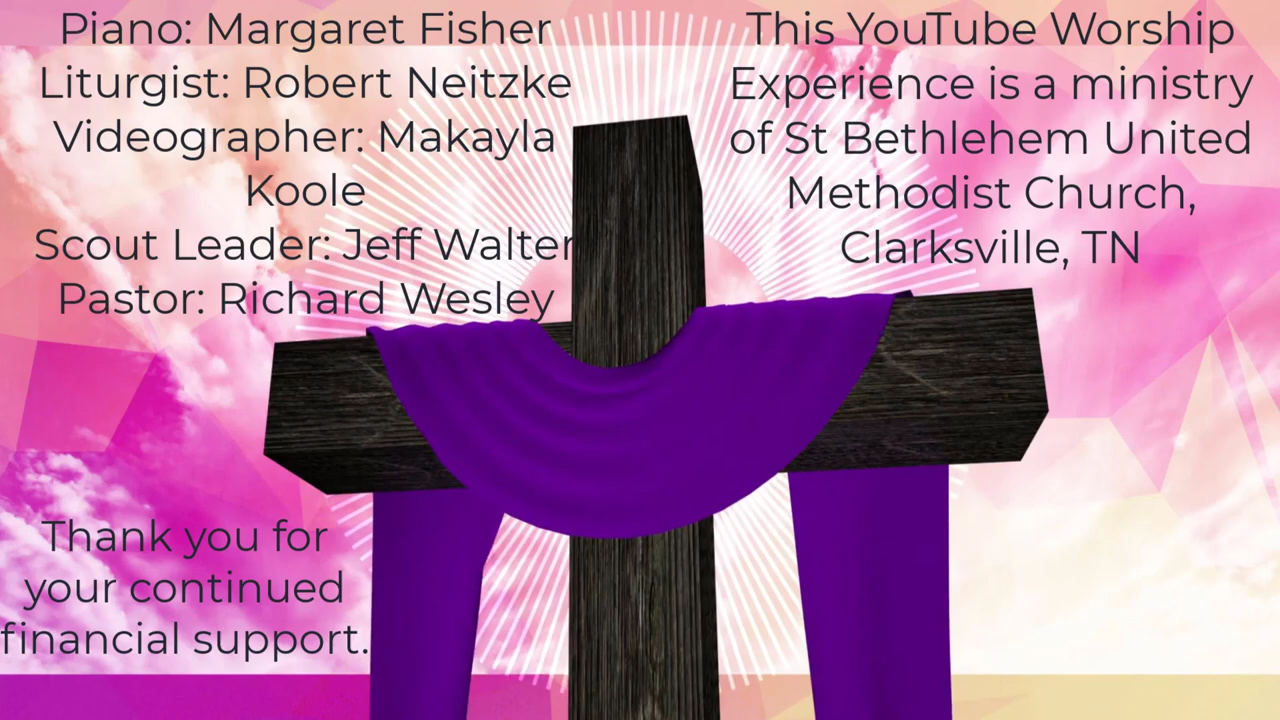 Piano: Margaret Fisher
Liturgist: Robert Neitzke
Videographer: Makayla
Koole
Scout Leader: Jeff Walter
Pastor: Richard Wesley
This YouTube Worship
Experience is a ministry
of St Bethlehem United
Methodist Church,
Clarksville, TN
Thank you for
your continued
financial support.